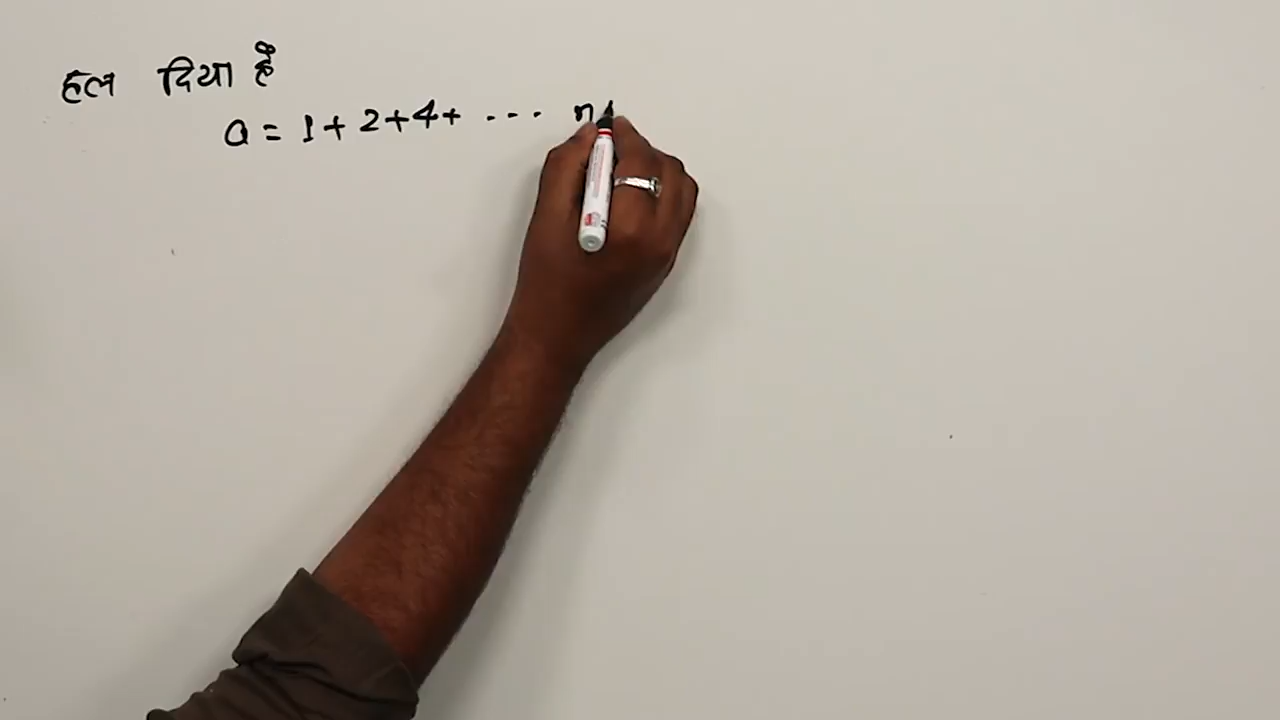 हल दिया है
a = 1 + 2 + 4 + ... n